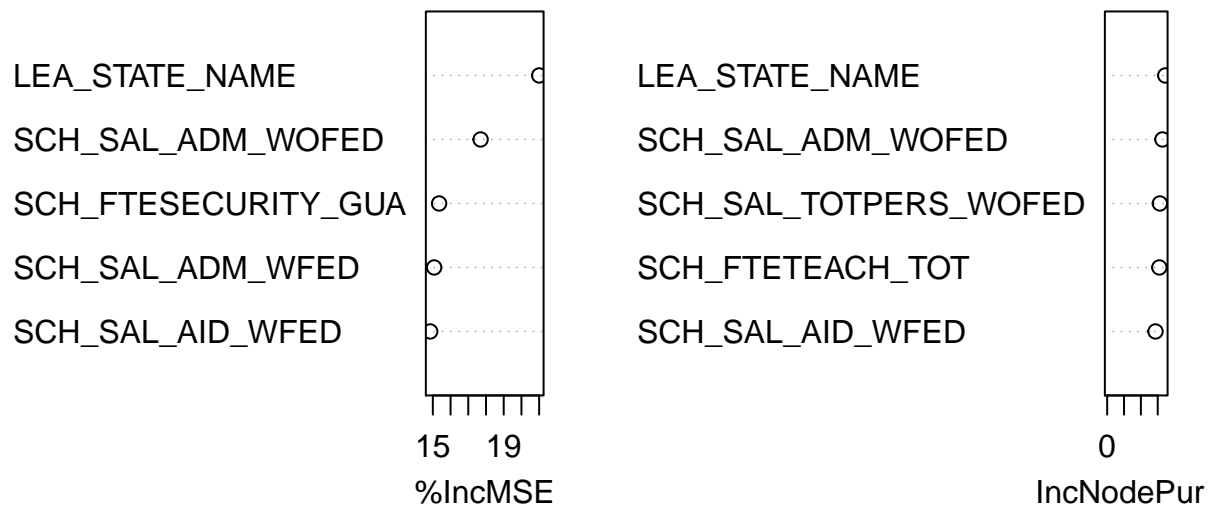 LEA_STATE_NAME
SCH_SAL_ADM_WOFED
SCH_FTESECURITY_GUA
SCH_SAL_ADM_WFED
SCH_SAL_AID_WFED
15 19
%IncMSE
LEA_STATE_NAME
SCH_SAL_ADM_WOFED
SCH_SAL_TOTPERS_WOFED
SCH_FTETEACH_TOT
SCH_SAL_AID_WFED
0
IncNodePur